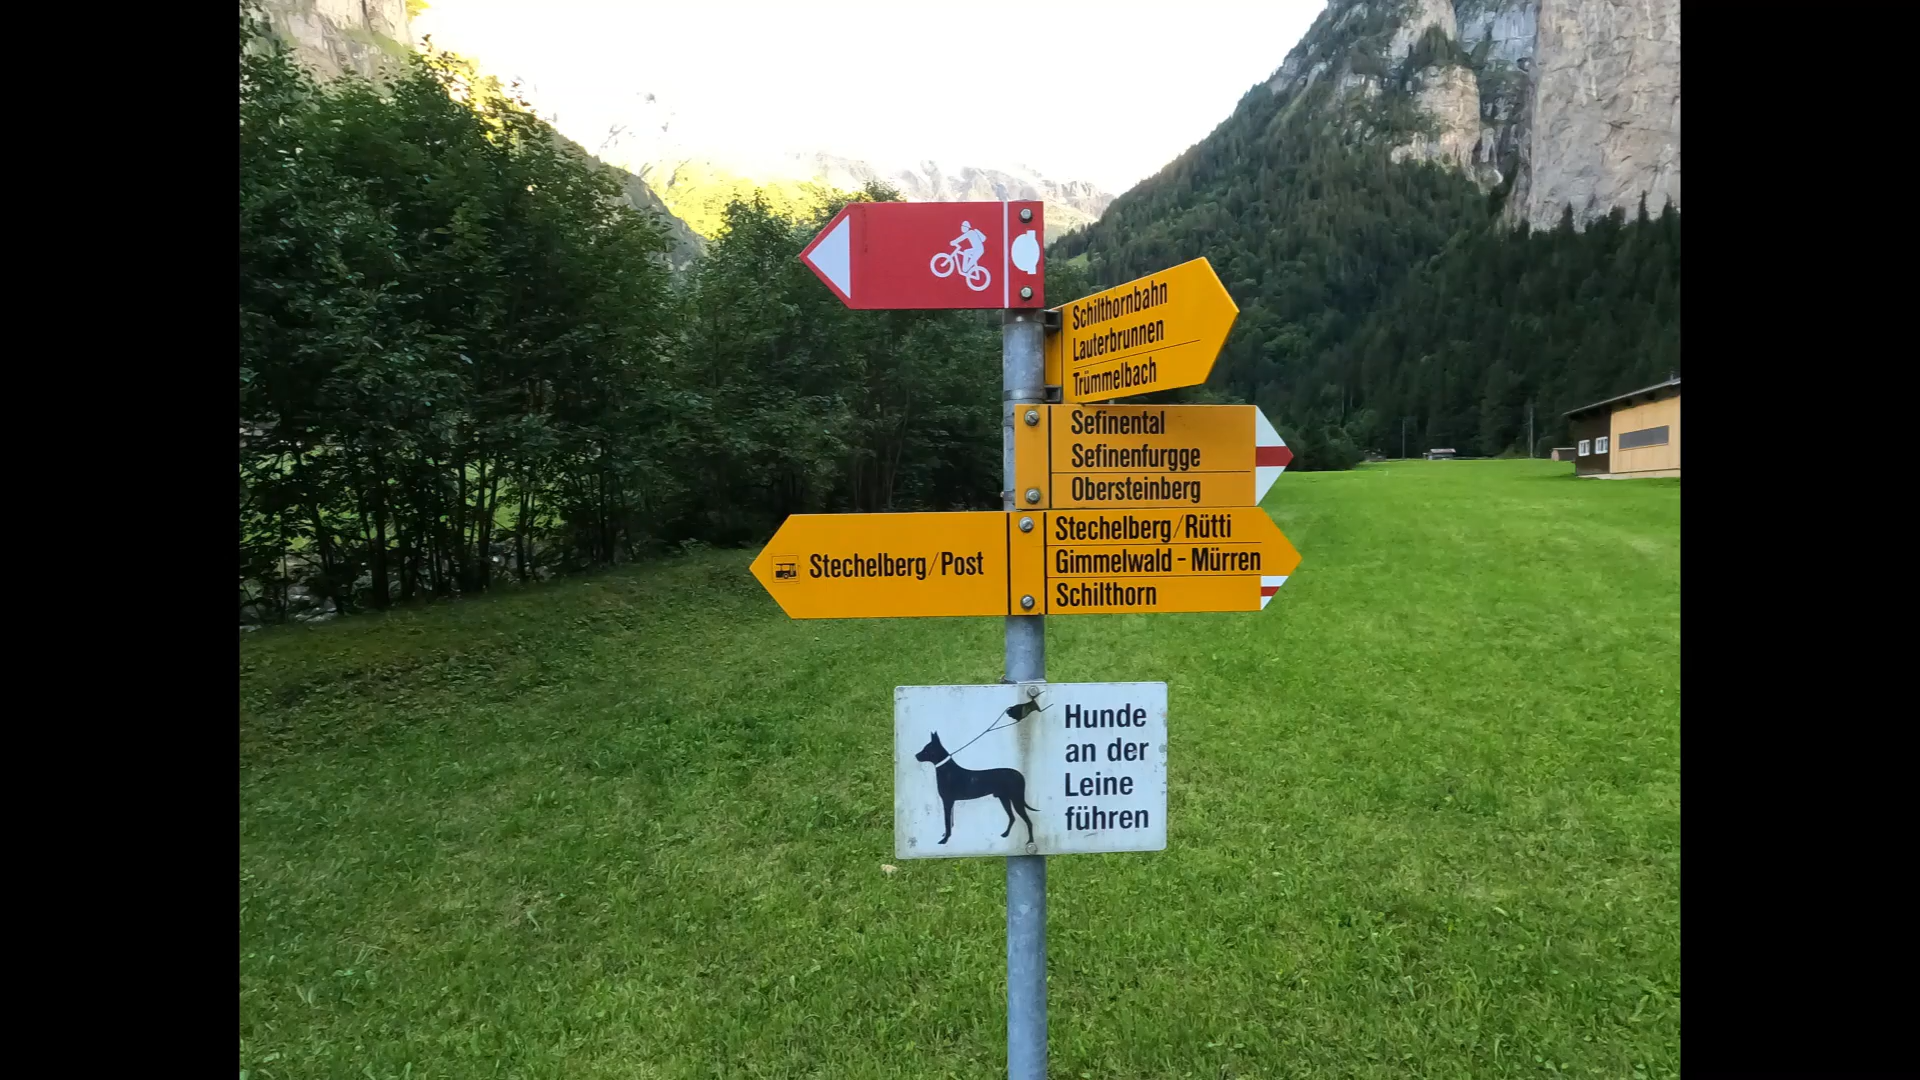 Schilthornbahn
Lauterbrunnen
Trümmelbach
Sefinental
Sefinenfurgge
Obersteinberg
Stechelberg/Post
Stechelberg/Rütti
Gimmelwald - Mürren
Schilthorn
Hunde
an der
Leine
führen